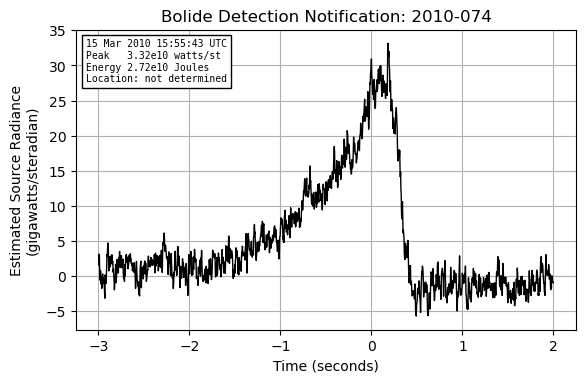 Bolide Detection Notification: 2010-074
15 Mar 2010 15:55:43 UTC
Peak   3.32e10 watts/st
Energy 2.72e10 Joules
Location: not determined
Estimated Source Radiance
(gigawatts/steradian)
35
30
25
20
15
10
5
0
−5
−3
−2
−1
0
1
2
Time (seconds)